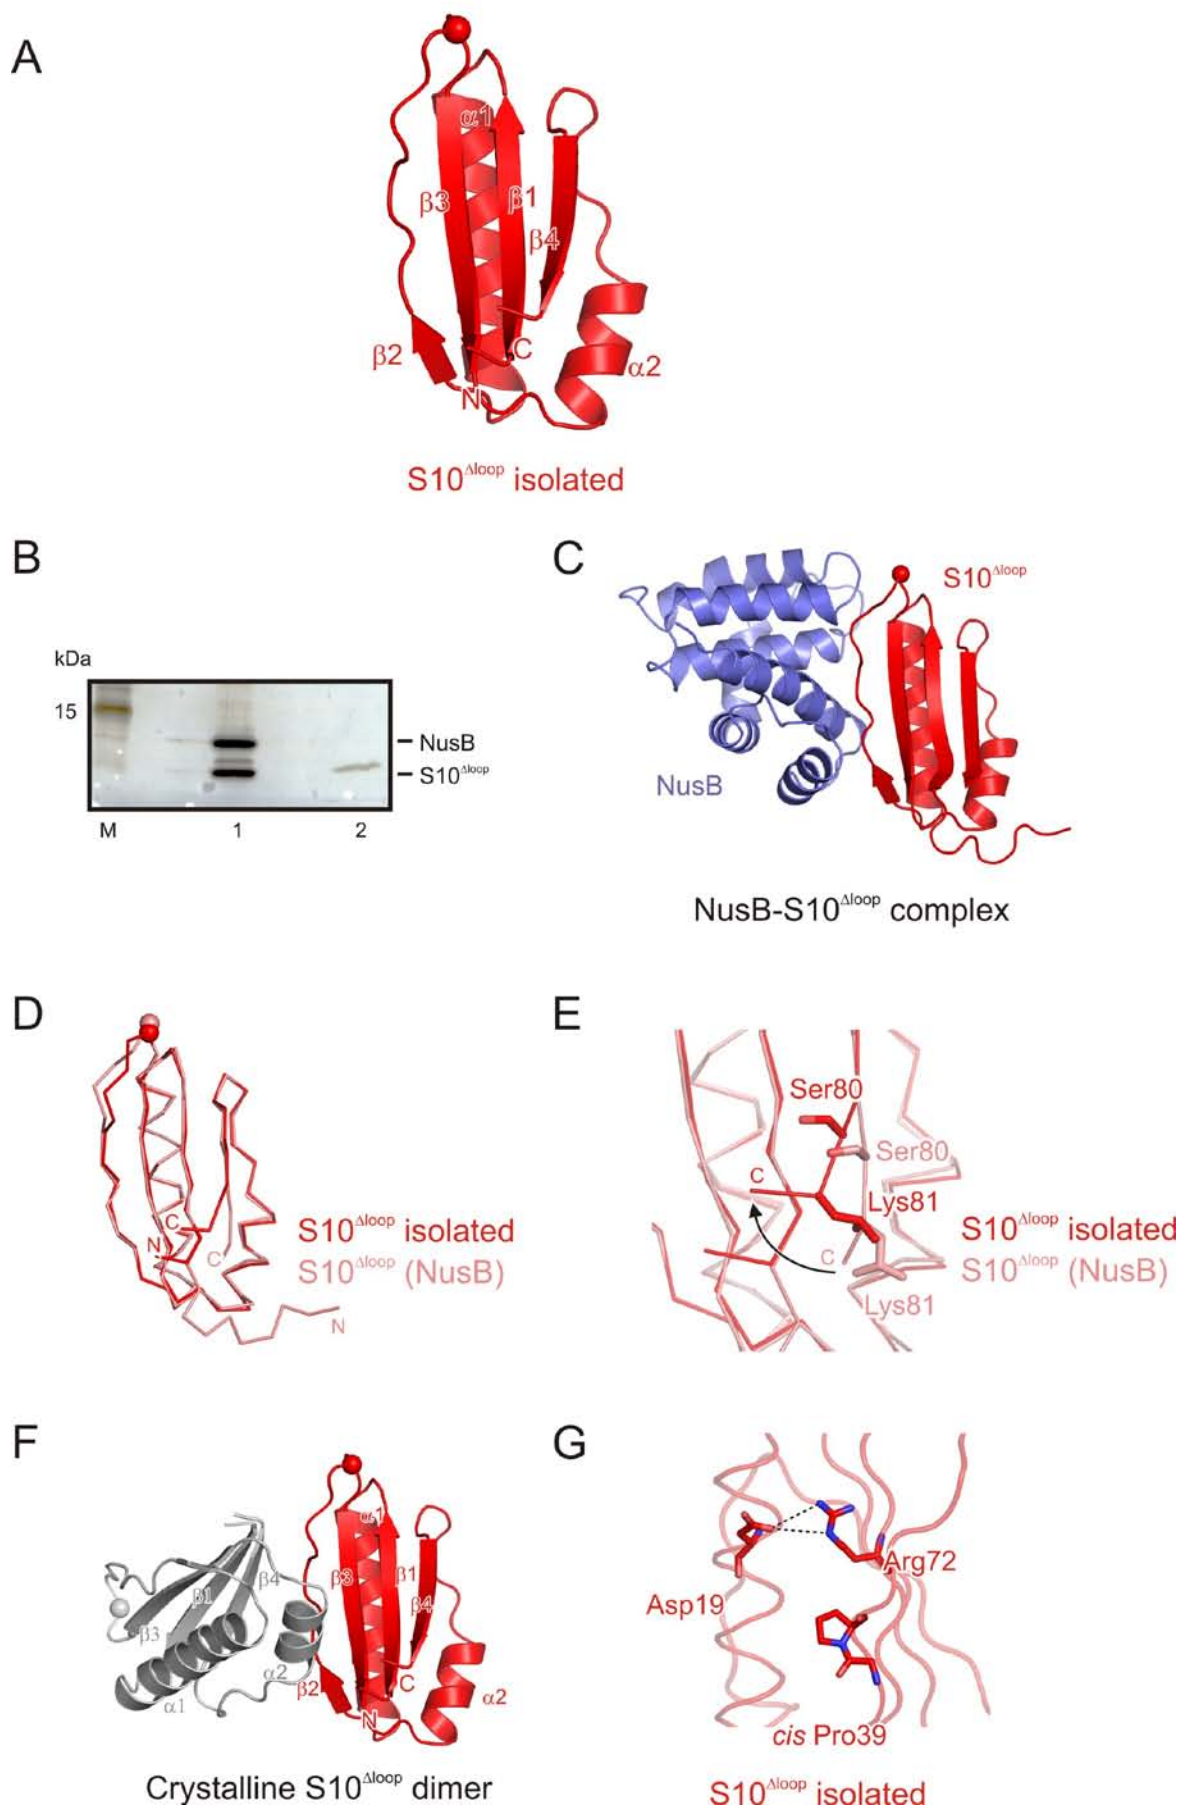 A
α1
β3
β1
β4
β2
C
α2
N
S10^Δloop isolated
B
kDa
15
NusB
S10^Δloop
M 1 2
C
S10^Δloop
NusB
NusB-S10^Δloop complex
D
C
N
C
S10^Δloop isolated
S10^Δloop (NusB)
N
E
Ser80
Ser80
C
Lys81
S10^Δloop isolated
C
S10^Δloop (NusB)
Lys81
F
α1
β4
β3
β1
β1
β4
β3
α2
C
β2
α2
α1
N
Crystalline S10^Δloop dimer
G
Arg72
Asp19
cis Pro39
S10^Δloop isolated